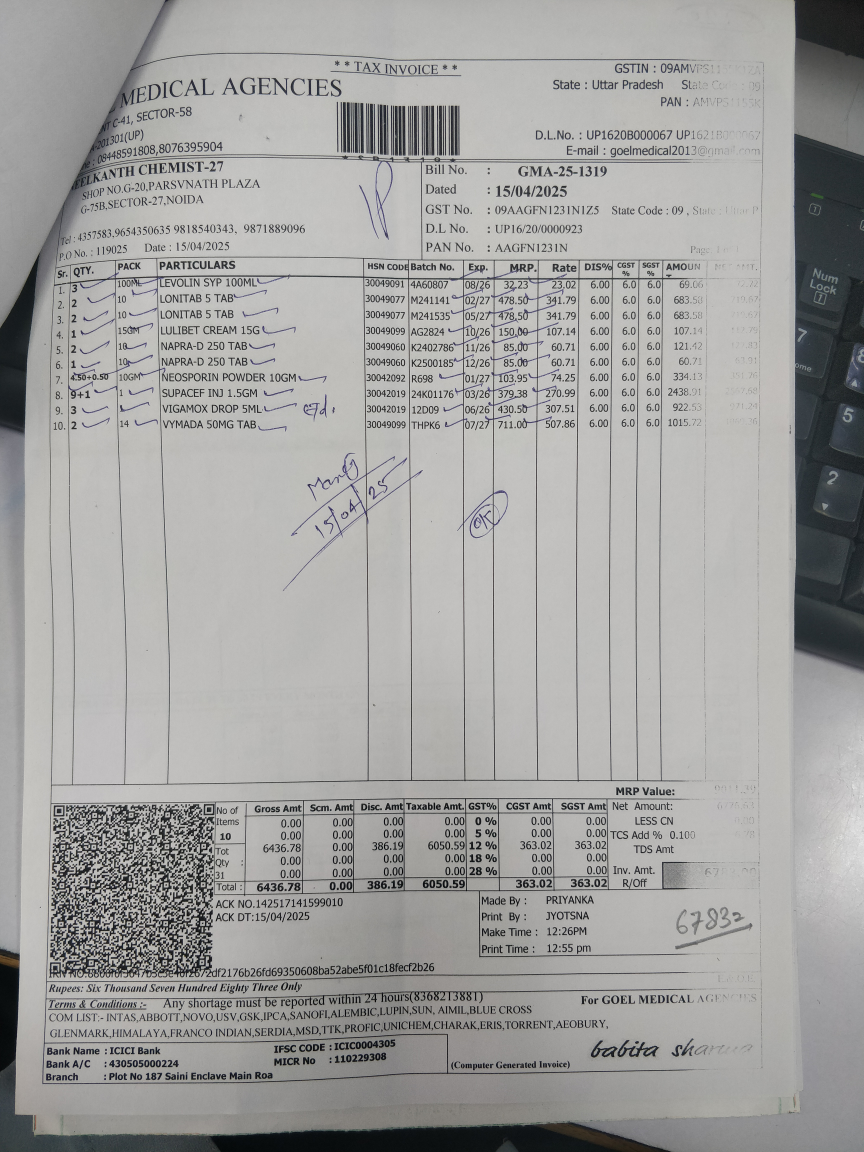 * * TAX INVOICE * *
MEDICAL AGENCIES
C-41, SECTOR-58
201301(UP)
: 08448591808,8076395904
GSTIN : 09AMVPS
State : Uttar Pradesh State Code : 09
PAN :
D.L.No. : UP1620B000067
E-mail : goelmedical2013@gmail.com
CHEMIST-27
SHOP NO.G-20,PARSVNATH PLAZA
G-75B,SECTOR-27,NOIDA
Tel : 4357583,9654350635 9818540343, 9871889096
P.O No. : 119025 Date : 15/04/2025
Bill No. : GMA-25-1319
Dated : 15/04/2025
GST No. : 09AAGFN1231N1Z5 State Code : 09 , State :
D.L No. : UP16/20/0000923
PAN No. : AAGFN1231N
Sr. QTY. PACK PARTICULARS HSN CODE Batch No. Exp. MRP. Rate DIS% CGST % SGST % AMOUN
1. 3 100ML LEVOLIN SYP 100ML 30049091 4A60807 08/26 32.23 23.02 6.00 6.0 6.0 69.06
2. 2 10 LONITAB 5 TAB 30049077 M241141 02/27 478.50 341.79 6.00 6.0 6.0 683.58
3. 2 10 LONITAB 5 TAB 30049077 M241535 05/27 478.50 341.79 6.00 6.0 6.0 683.58
4. 1 15GM LULIBET CREAM 15G 30049099 AG2824 10/26 150.00 107.14 6.00 6.0 6.0 107.14
5. 2 10 NAPRA-D 250 TAB 30049060 K2402786 11/26 85.00 60.71 6.00 6.0 6.0 121.42
6. 1 10 NAPRA-D 250 TAB 30049060 K2500185 12/26 85.00 60.71 6.00 6.0 6.0 60.71
7. 4.50+0.50 10GM NEOSPORIN POWDER 10GM 30042092 R698 01/27 103.95 74.25 6.00 6.0 6.0 334.13
8. 9+1 1 SUPACEF INJ 1.5GM 30042019 24K01176 03/26 379.38 270.99 6.00 6.0 6.0 2438.91
9. 3 VIGAMOX DROP 5ML 30042019 12D09 06/26 430.50 307.51 6.00 6.0 6.0 922.53
10. 2 14 VYMADA 50MG TAB 30049099 THPK6 07/27 711.00 507.86 6.00 6.0 6.0 1015.72
15/04/25
OK
MRP Value:
No of Items 10
Tot Qty : 31
Gross Amt Scm. Amt Disc. Amt Taxable Amt. GST% CGST Amt SGST Amt
0.00 0.00 0.00 0.00 0 % 0.00 0.00
0.00 0.00 0.00 0.00 5 % 0.00 0.00
6436.78 0.00 386.19 6050.59 12 % 363.02 363.02
0.00 0.00 0.00 0.00 18 % 0.00 0.00
0.00 0.00 0.00 0.00 28 % 0.00 0.00
Total : 6436.78 0.00 386.19 6050.59 363.02 363.02
Net Amount:
LESS CN
TCS Add % 0.100
TDS Amt
Inv. Amt.
R/Off
ACK NO.142517141599010
ACK DT:15/04/2025
Made By : PRIYANKA
Print By : JYOTSNA
Make Time : 12:26PM
Print Time : 12:55 pm
Rupees: Six Thousand Seven Hundred Eighty Three Only
Terms & Conditions :- Any shortage must be reported within 24 hours(8368213881)
COM LIST:- INTAS,ABBOTT,NOVO,USV,GSK,IPCA,SANOFI,ALEMBIC,LUPIN,SUN, AIMIL,BLUE CROSS
GLENMARK,HIMALAYA,FRANCO INDIAN,SERDIA,MSD,TTK,PROFIC,UNICHEM,CHARAK,ERIS,TORRENT,AEOBURY,
For GOEL MEDICAL AGENCIES
babita sharma
Bank Name : ICICI Bank
Bank A/C : 430505000224
Branch : Plot No 187 Saini Enclave Main Roa
IFSC CODE : ICIC0004305
MICR No : 110229308
(Computer Generated Invoice)
Num Lock
7
5
2